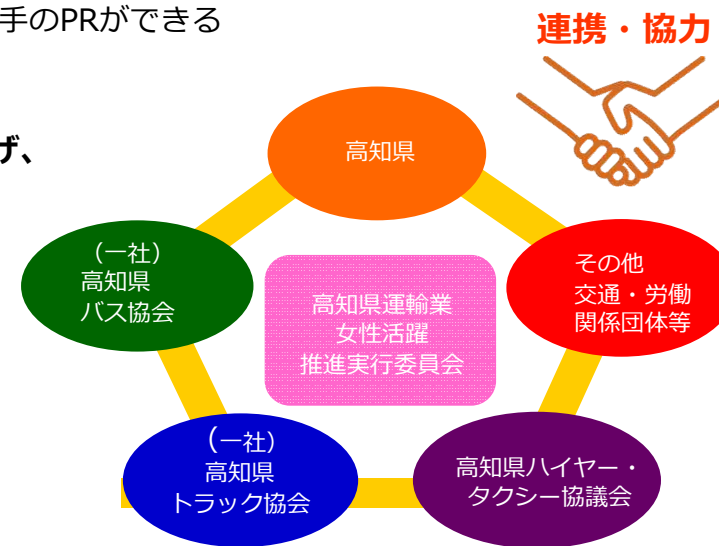 手のPRができる
連携・協力
げ、
高知県
（一社）
高知県
バス協会
その他
交通・労働
関係団体等
高知県運輸業
女性活躍
推進実行委員会
（一社）
高知県
トラック協会
高知県ハイヤー・
タクシー協議会